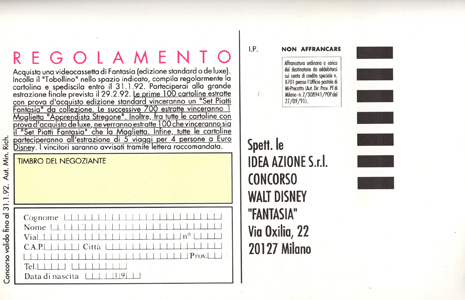 REGOLAMENTO
Acquista una videocassetta di Fantasia (edizione standard o de luxe).
Incolla il "Tobollino" nello spazio indicato, compila regolarmente la
cartolina e spediscila entro il 31.1.92. Parteciperai alla grande
estrazione finale prevista il 29.2.92. Le prime 100 cartoline estratte
con prova d'acquisto edizione standard vinceranno un "Set Piatti
Fantasia" da collezione. Le successive 700 estratte vinceranno 1
Maglietta "Apprendista Stregone". Inoltre, fra tutte le cartoline con
prova d'acquisto de luxe, ne verranno estratte 100 che vinceranno sia
il "Set Piatti Fantasia" che la Maglietta. Infine, tutte le cartoline
parteciperanno all'estrazione di 5 viaggi per 4 persone a Euro
Disney. I vincitori saranno avvisati tramite lettera raccomandata.
TIMBRO DEL NEGOZIANTE
Cognome
Nome
Via n°
C.A.P. Città
Prov.
Tel.
Data di nascita 19
Concorso valido fino al 31.1.92. Aut. Min. Rich.
I.P. NON AFFRANCARE
Affrancatura ordinaria a carico
del destinatario da addebitarsi
sul conto di credito speciale n.
8701 presso l'Ufficio postale di
Mi-Precotto (Aut. Dir. Prov. PT di
Milano n. Z/308941/PDP del
27/09/90).
Spett. le
IDEA AZIONE S.r.l.
CONCORSO
WALT DISNEY
"FANTASIA"
Via Oxilia, 22
20127 Milano